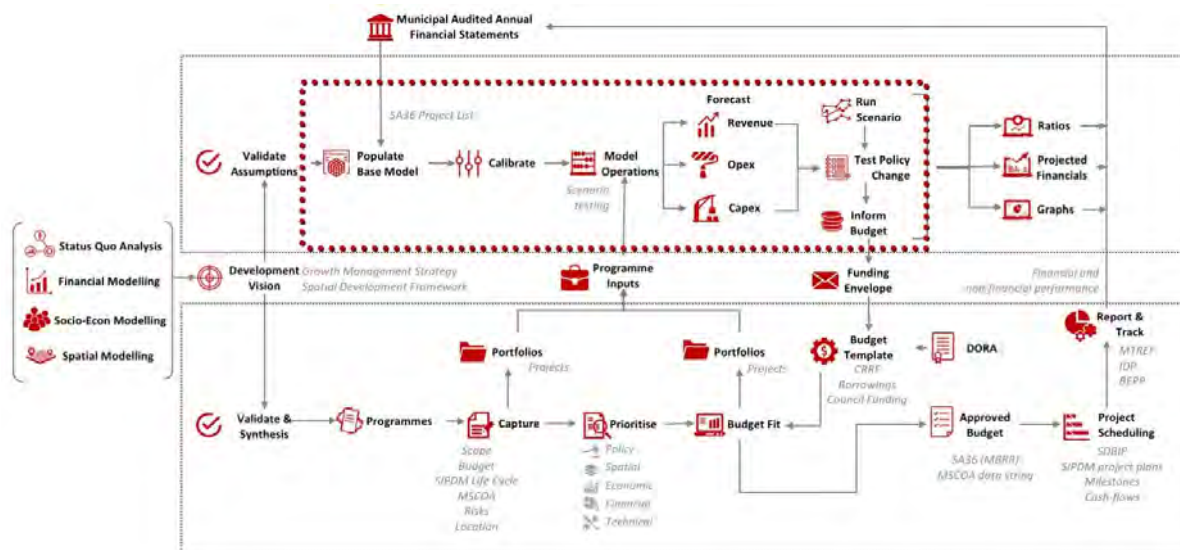 Municipal Audited Annual
Financial Statements
SA36 Project List
Validate
Assumptions
Populate
Base Model
Calibrate
Model
Operations
Scenario
testing
Forecast
Revenue
Opex
Capex
Run
Scenario
Test Policy
Change
Inform
Budget
Ratios
Projected
Financials
Graphs
Status Quo Analysis
Financial Modelling
Socio-Econ Modelling
Spatial Modelling
Development
Vision
Growth Management Strategy
Spatial Development Framework
Programme
Inputs
Funding
Envelope
Financial and
non financial performance
Portfolios
Projects
Portfolios
Projects
Budget
Template
CRRF
Borrowings
Council Funding
DORA
Report &
Track
MTREF
IDP
BEPP
Validate &
Synthesis
Programmes
Capture
Scope
Budget
SIPDM Life Cycle
MSCOA
Risks
Location
Prioritise
Policy
Spatial
Economic
Financial
Technical
Budget Fit
Approved
Budget
SA36 (MBRR)
MSCOA data string
Project
Scheduling
SDBIP
SIPDM project plans
Milestones
Cash-flows